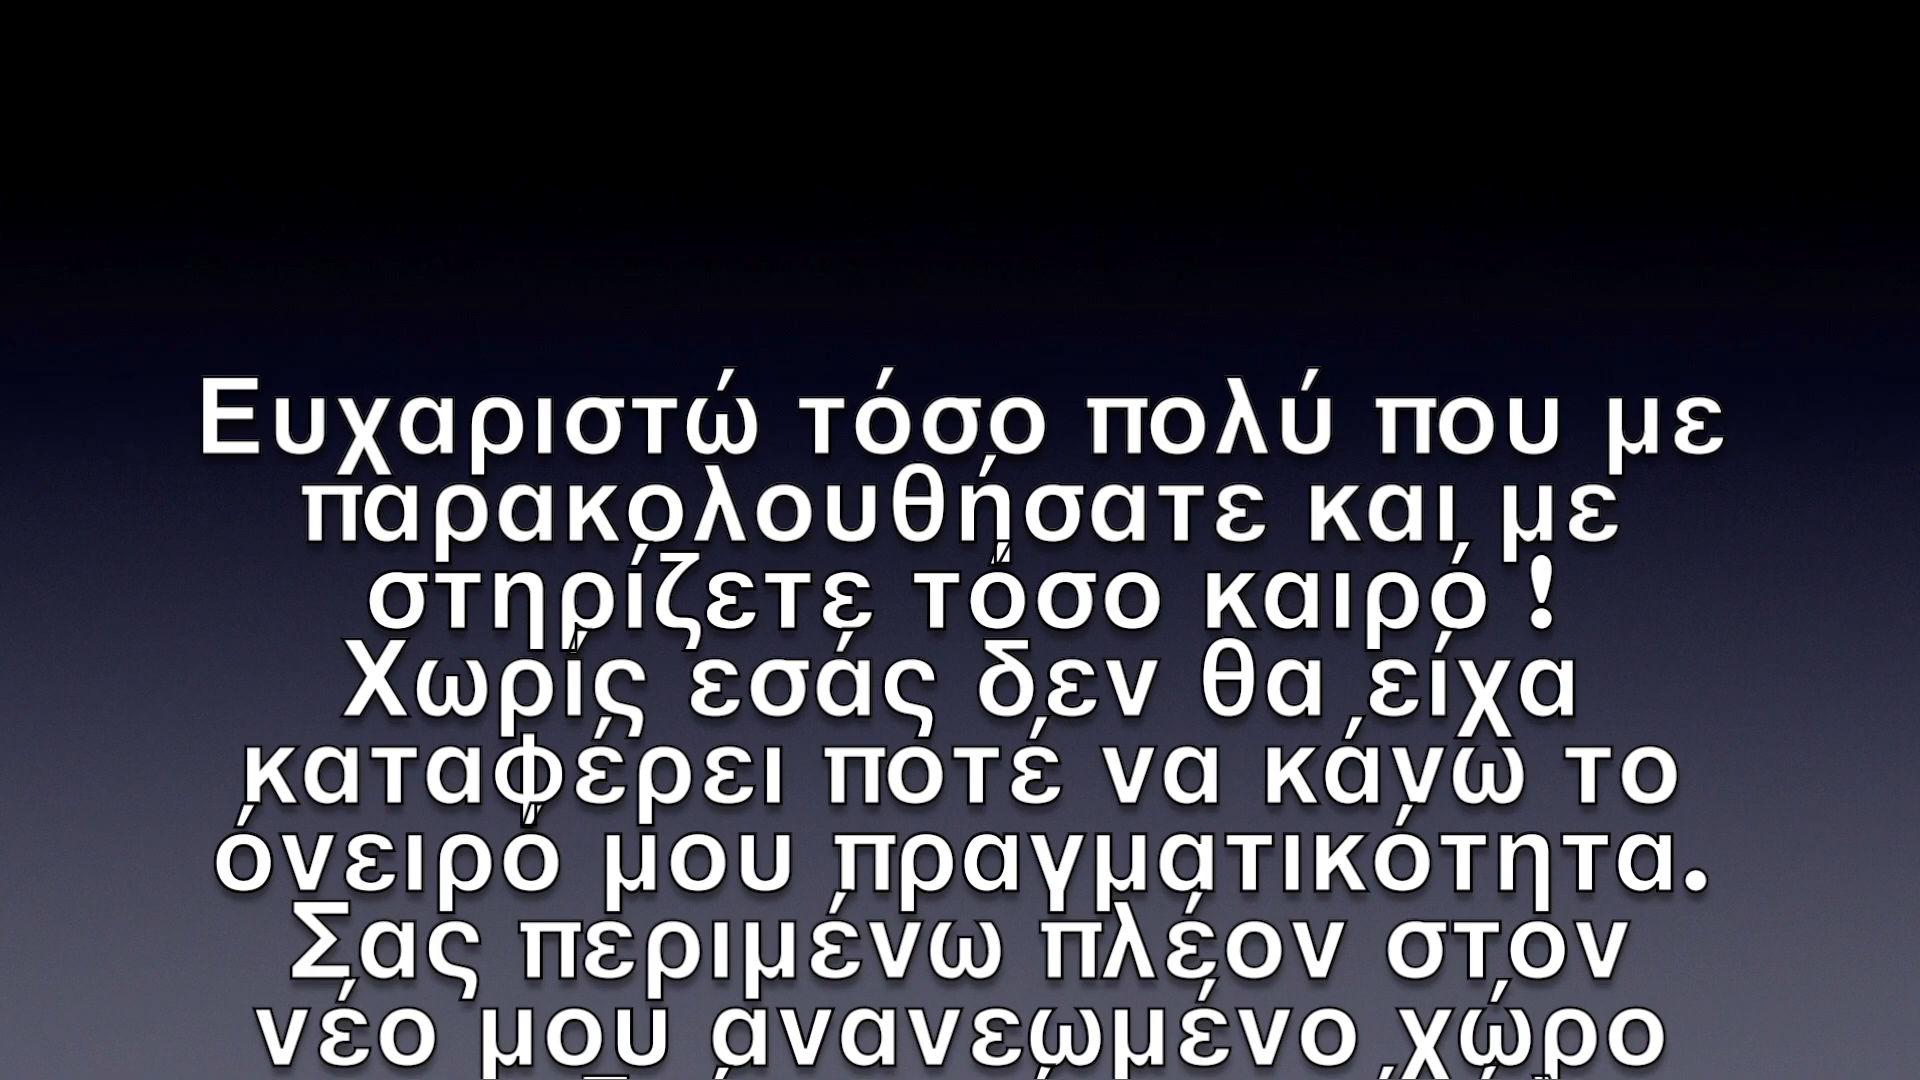 Ευχαριστώ τόσο πολύ που με
παρακολουθήσατε και με
στηρίζετε τόσο καιρό !
Χωρίς εσάς δεν θα είχα
καταφέρει ποτέ να κάνω το
όνειρό μου πραγματικότητα.
Σας περιμένω πλέον στον
νέο μου ανανεωμένο χώρο